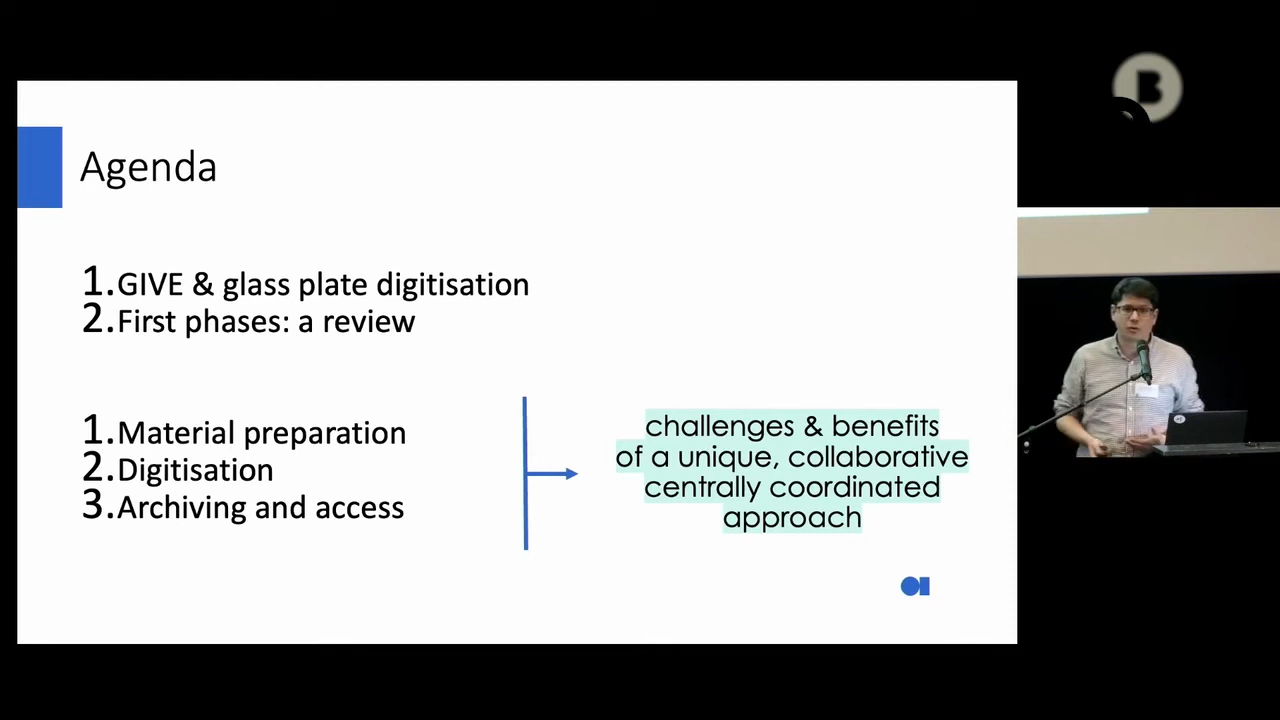 Agenda
1.GIVE & glass plate digitisation
2.First phases: a review
1.Material preparation
2.Digitisation
3.Archiving and access
challenges & benefits
of a unique, collaborative
centrally coordinated
approach
B